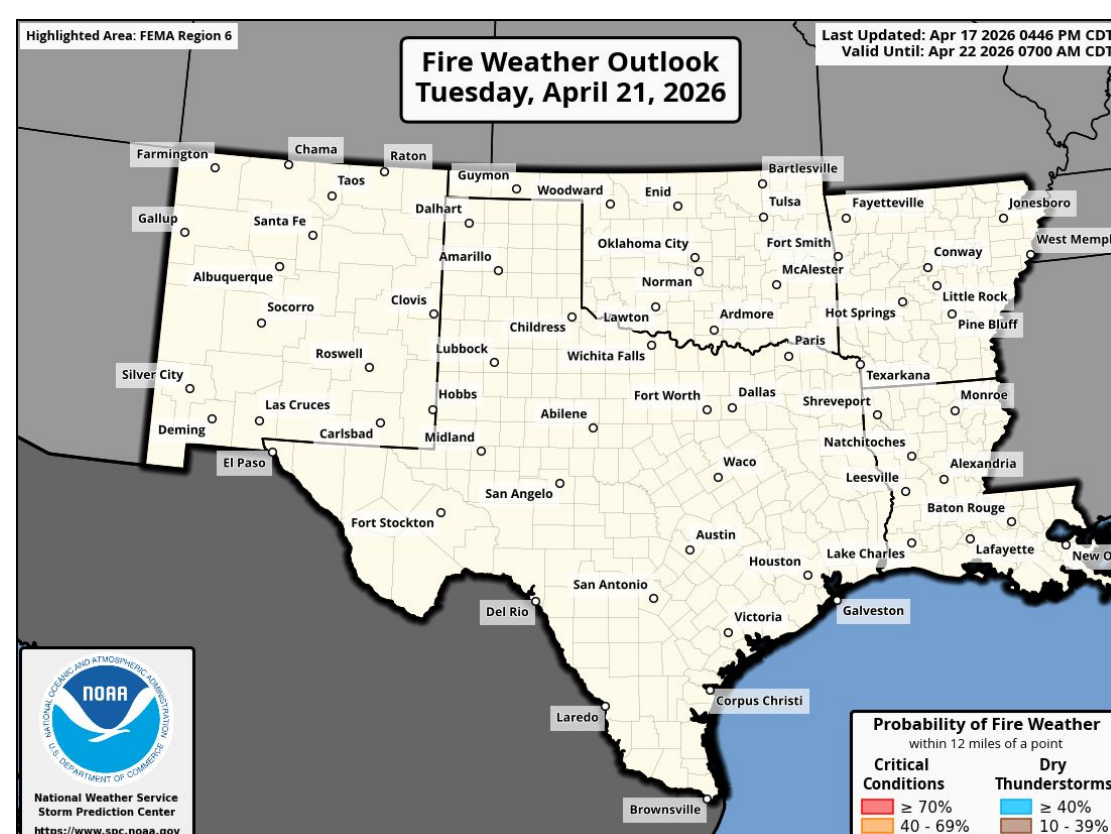 Highlighted Area: FEMA Region 6
Last Updated: Apr 17 2026 0446 PM CDT
Valid Until: Apr 22 2026 0700 AM CDT
Fire Weather Outlook
Tuesday, April 21, 2026
Farmington
Chama
Raton
Taos
Guymon
Woodward
Enid
Bartlesville
Tulsa
Fayetteville
Jonesboro
Gallup
Santa Fe
Dalhart
Oklahoma City
Fort Smith
Conway
West Memp
Albuquerque
Amarillo
Norman
McAlester
Little Rock
Socorro
Clovis
Childress
Lawton
Ardmore
Hot Springs
Pine Bluff
Roswell
Lubbock
Wichita Falls
Paris
Texarkana
Silver City
Las Cruces
Hobbs
Fort Worth
Dallas
Shreveport
Monroe
Deming
Carlsbad
Midland
Abilene
Natchitoches
El Paso
San Angelo
Waco
Leesville
Alexandria
Fort Stockton
Austin
Baton Rouge
Houston
Lake Charles
Lafayette
New O
Del Rio
San Antonio
Galveston
Victoria
Laredo
Corpus Christi
Brownsville
NATIONAL OCEANIC AND ATMOSPHERIC ADMINISTRATION
NOAA
U.S. DEPARTMENT OF COMMERCE
National Weather Service
Storm Prediction Center
https://www.spc.noaa.gov
Probability of Fire Weather
within 12 miles of a point
Critical
Conditions
≥ 70%
40 - 69%
Dry
Thunderstorms
≥ 40%
10 - 39%